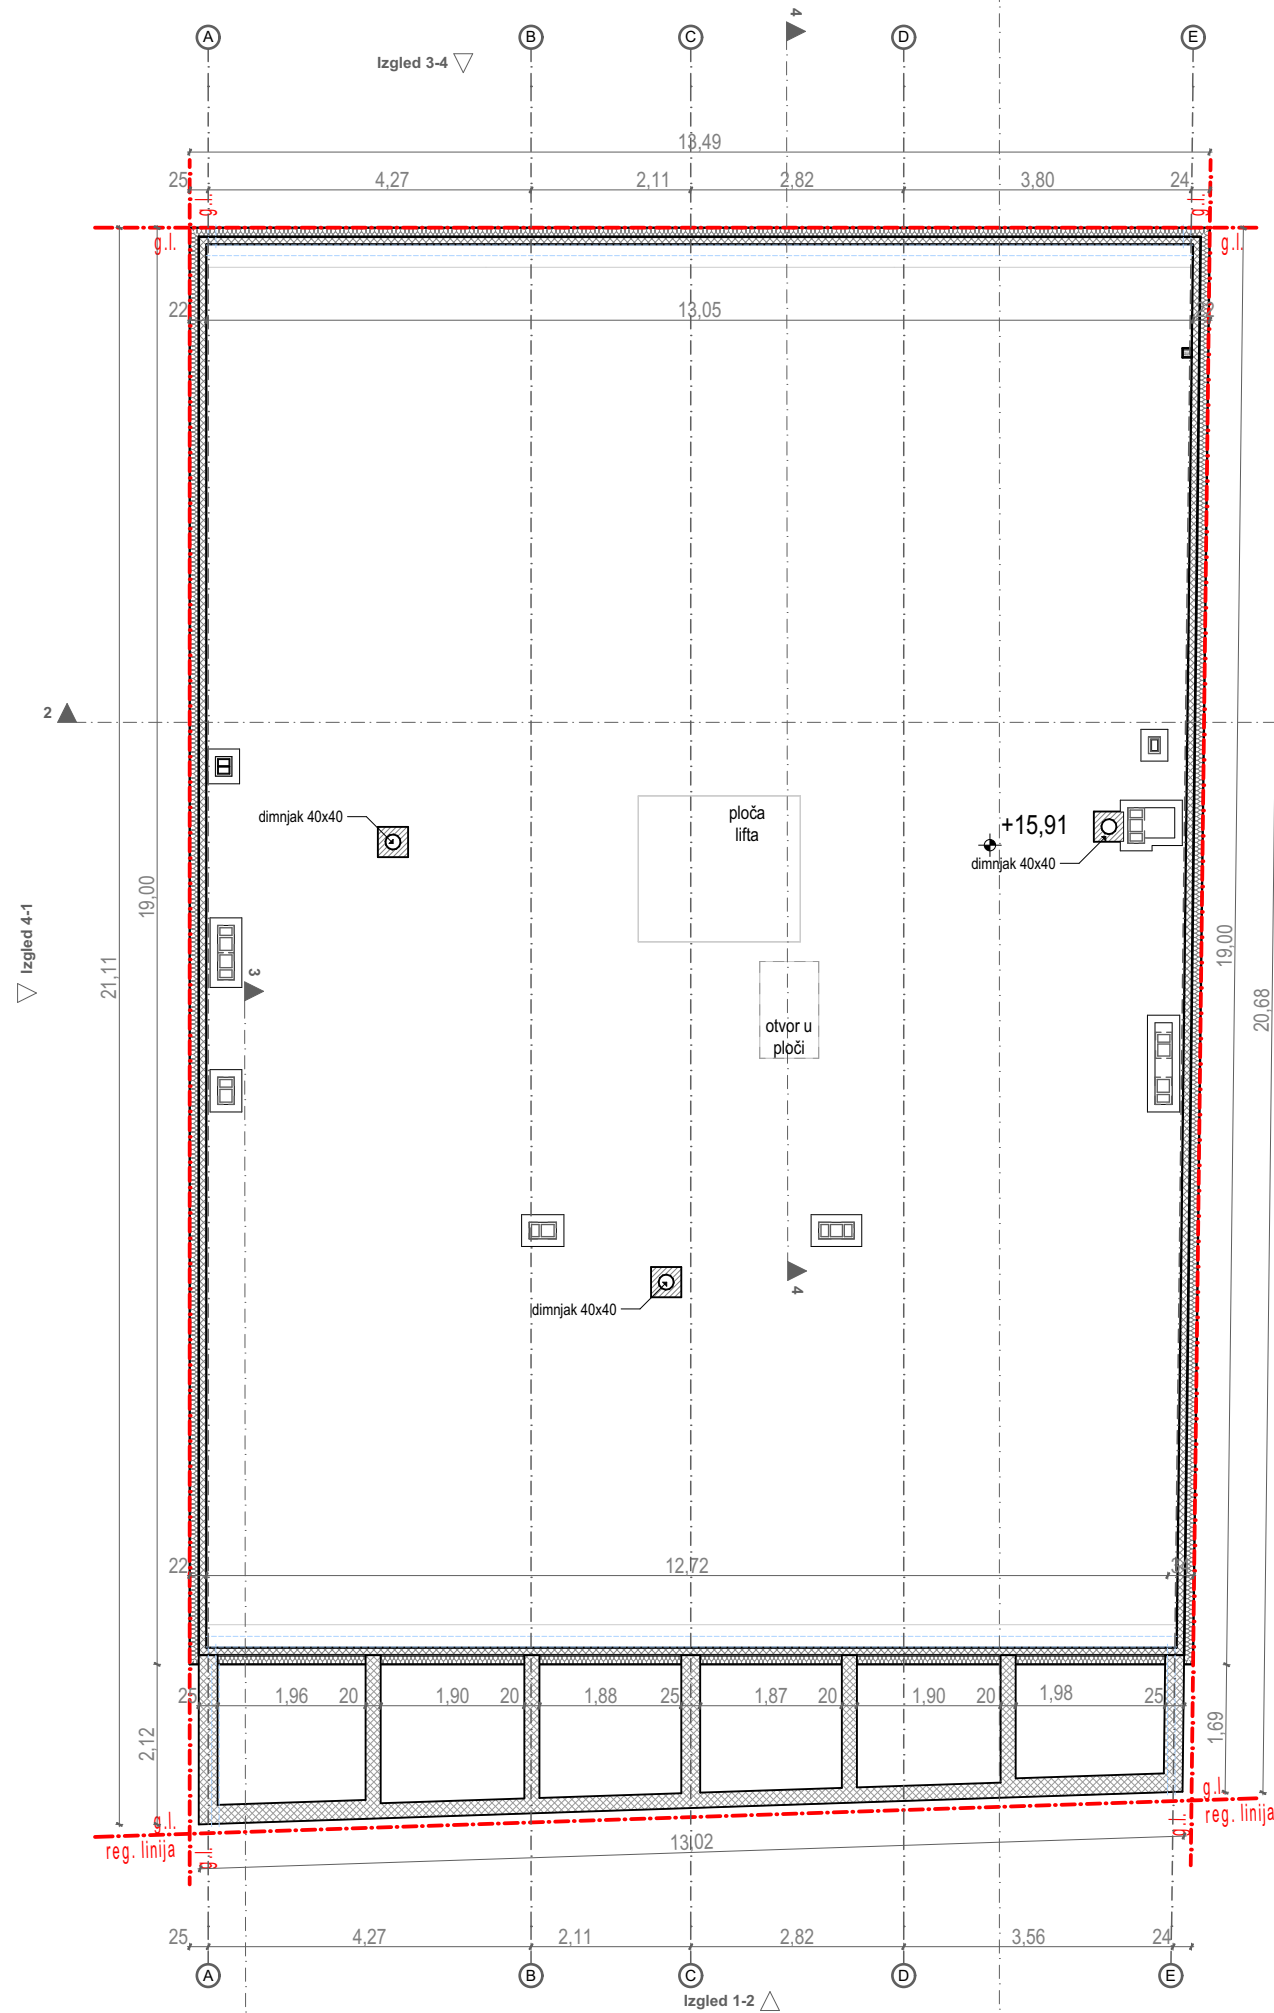 A
B
C
4
D
E
Izgled 3-4
13,49
25
4,27
2,11
2,82
3,80
24
g.l.
g.l.
g.l.
g.l.
22
13,05
2
dimnjak 40x40
ploča
lifta
+15,91
dimnjak 40x40
19,00
Izgled 4-1
21,11
3
19,00
20,68
otvor u
ploči
4
dimnjak 40x40
22
12,72
25
1,96
20
1,90
20
1,88
25
1,87
20
1,90
20
1,98
25
2,12
1,69
g.l.
g.l.
reg. linija
g.l.
g.l.
reg. linija
13,02
25
4,27
2,11
2,82
3,56
24
A
B
C
D
E
Izgled 1-2